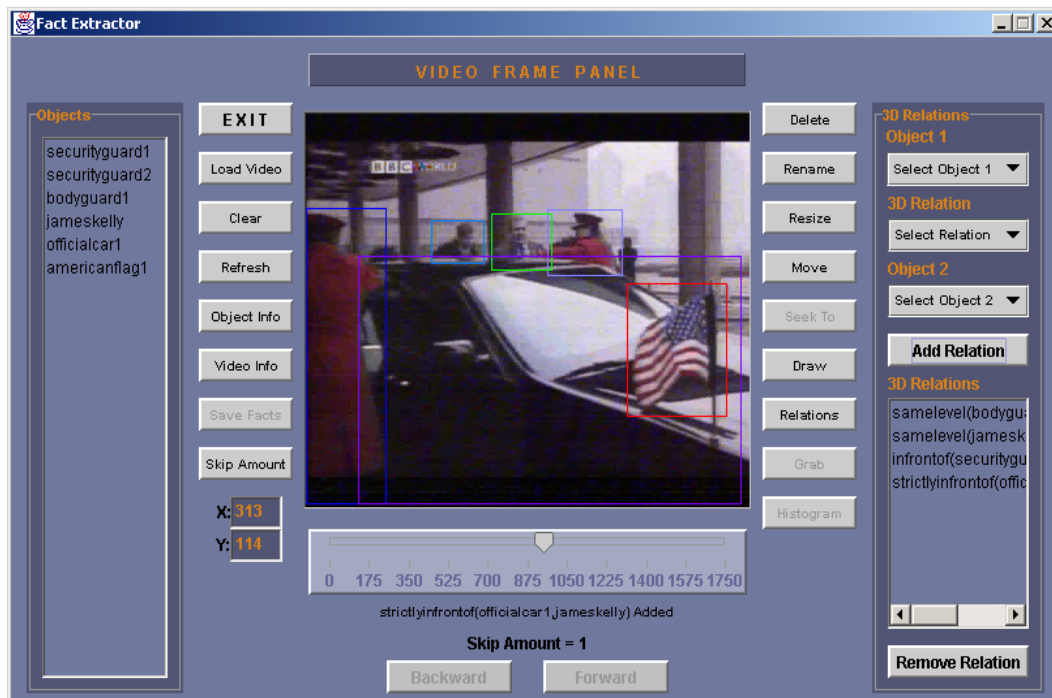 Fact Extractor
VIDEO FRAME PANEL
Objects
securityguard1
securityguard2
bodyguard1
jameskelly
officialcar1
americanflag1
EXIT
Load Video
Clear
Refresh
Object Info
Video Info
Save Facts
Skip Amount
X: 313
Y: 114
BBC WORLD
0 175 350 525 700 875 1050 1225 1400 1575 1750
strictlyinfrontof(officialcar1,jameskelly) Added
Skip Amount = 1
Backward
Forward
Delete
Rename
Resize
Move
Seek To
Draw
Relations
Grab
Histogram
3D Relations
Object 1
Select Object 1
3D Relation
Select Relation
Object 2
Select Object 2
Add Relation
3D Relations
samelevel(bodygua
samelevel(jamesk
infrontof(securitygu
strictlyinfrontof(offic
Remove Relation